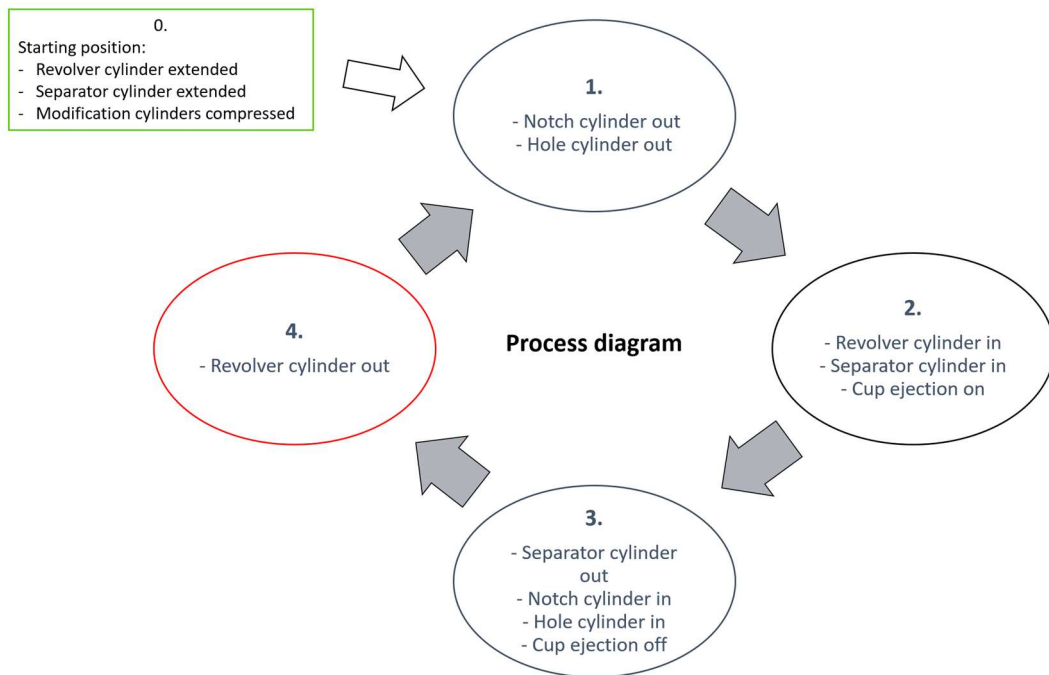 0.
Starting position:
- Revolver cylinder extended
- Separator cylinder extended
- Modification cylinders compressed
1.
- Notch cylinder out
- Hole cylinder out
2.
- Revolver cylinder in
- Separator cylinder in
- Cup ejection on
3.
- Separator cylinder
out
- Notch cylinder in
- Hole cylinder in
- Cup ejection off
4.
- Revolver cylinder out
Process diagram